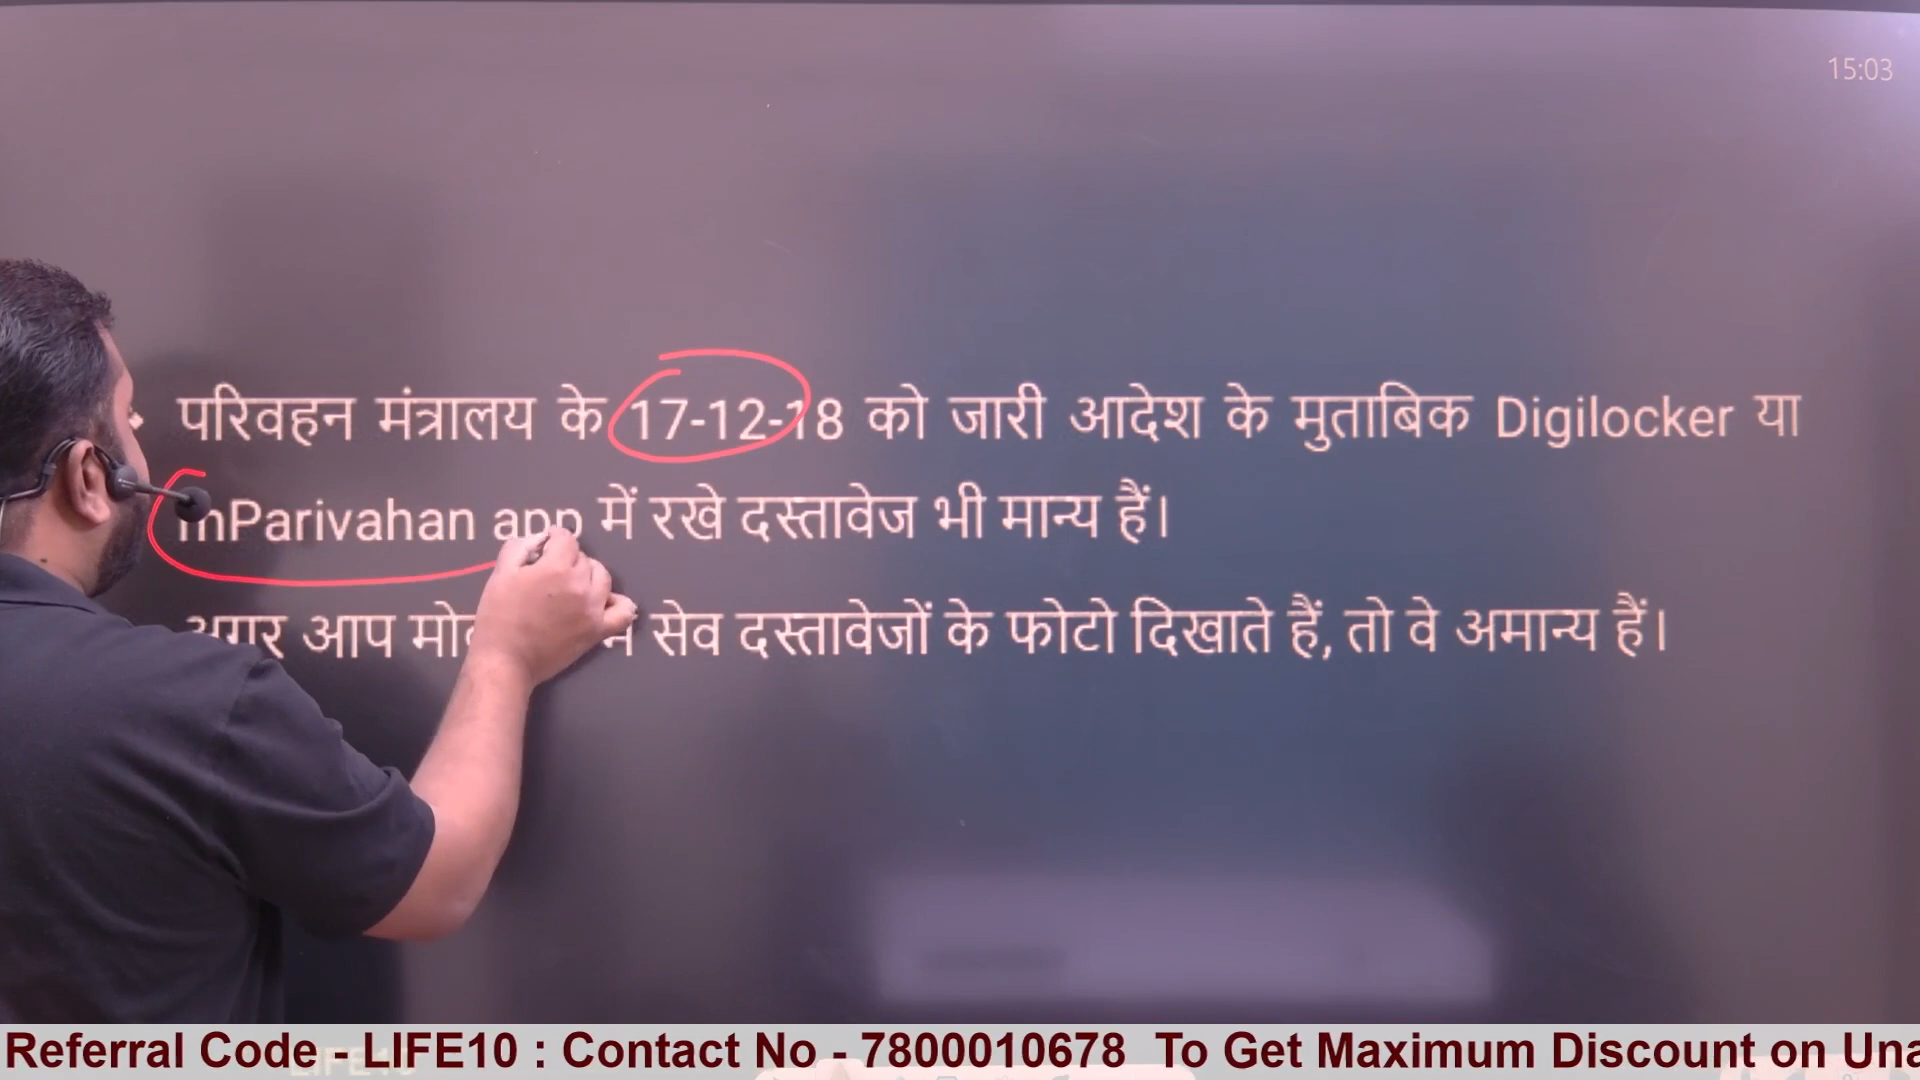 15:03
परिवहन मंत्रालय के 17-12-18 को जारी आदेश के मुताबिक Digilocker या
mParivahan app में रखे दस्तावेज भी मान्य हैं।
अगर आप में सेव दस्तावेजों के फोटो दिखाते हैं, तो वे अमान्य हैं।
Referral Code - LIFE10 : Contact No - 7800010678 To Get Maximum Discount on